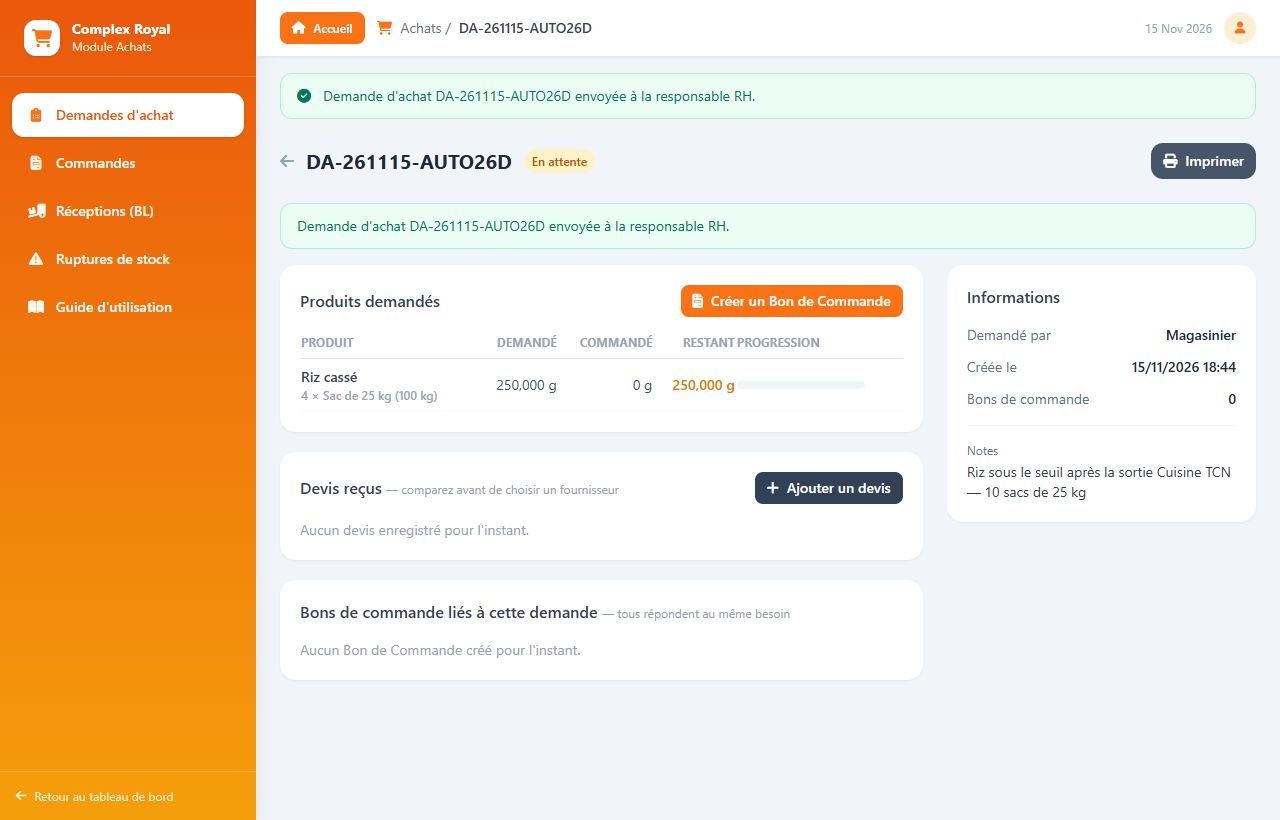 Complex Royal
Module Achats
Demandes d'achat
Commandes
Réceptions (BL)
Ruptures de stock
Guide d'utilisation
Retour au tableau de bord
Accueil
Achats / DA-261115-AUTO26D
15 Nov 2026
Demande d'achat DA-261115-AUTO26D envoyée à la responsable RH.
DA-261115-AUTO26D En attente
Imprimer
Demande d'achat DA-261115-AUTO26D envoyée à la responsable RH.
Produits demandés
Créer un Bon de Commande
PRODUIT DEMANDÉ COMMANDÉ RESTANT PROGRESSION
Riz cassé 250,000 g 0 g 250,000 g
4 × Sac de 25 kg (100 kg)
Devis reçus — comparez avant de choisir un fournisseur
Ajouter un devis
Aucun devis enregistré pour l'instant.
Bons de commande liés à cette demande — tous répondent au même besoin
Aucun Bon de Commande créé pour l'instant.
Informations
Demandé par Magasinier
Créée le 15/11/2026 18:44
Bons de commande 0
Notes
Riz sous le seuil après la sortie Cuisine TCN
— 10 sacs de 25 kg